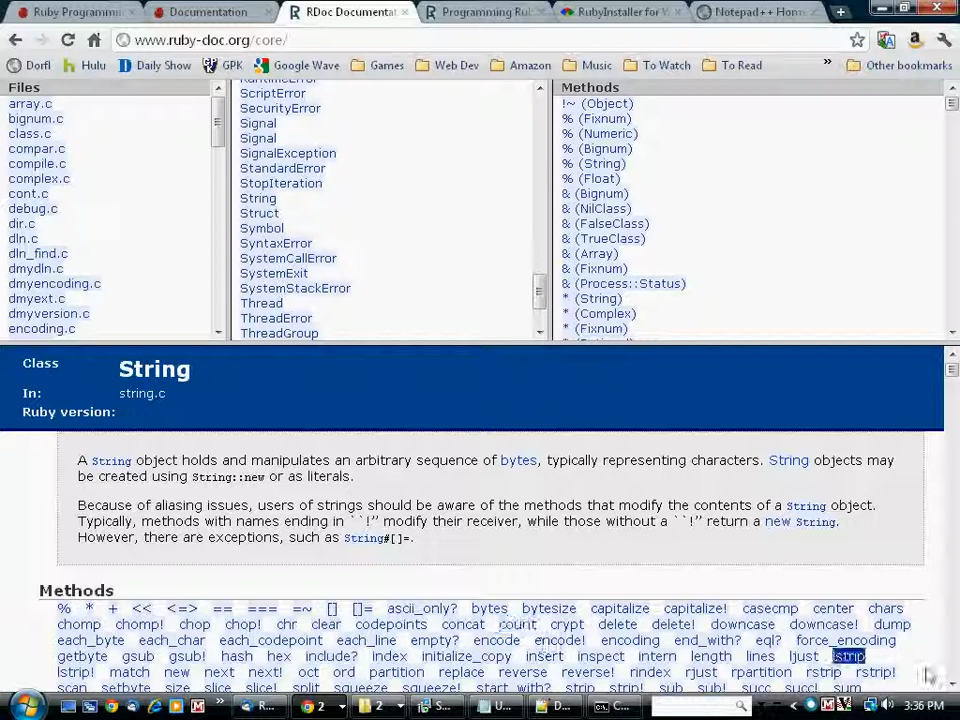 Ruby Programmin
Documentation
RDoc Documentat
Programming Ru
RubyInstaller for W
Notepad++ Hom
www.ruby-doc.org/core/
Dorfl
Hulu
Daily Show
GPK
Google Wave
Games
Web Dev
Amazon
Music
To Watch
To Read
»
Other bookmarks
Files
array.c
bignum.c
class.c
compar.c
compile.c
complex.c
cont.c
debug.c
dir.c
dln.c
dln_find.c
dmydln.c
dmyencoding.c
dmyext.c
dmyversion.c
encoding.c
RuntimeError
ScriptError
SecurityError
Signal
Signal
SignalException
StandardError
StopIteration
String
Struct
Symbol
SyntaxError
SystemCallError
SystemExit
SystemStackError
Thread
ThreadError
ThreadGroup
Methods
!~ (Object)
% (Fixnum)
% (Numeric)
% (Bignum)
% (String)
% (Float)
& (Bignum)
& (NilClass)
& (FalseClass)
& (TrueClass)
& (Array)
& (Fixnum)
& (Process::Status)
* (String)
* (Complex)
* (Fixnum)
Class String
In: string.c
Ruby version:
A String object holds and manipulates an arbitrary sequence of bytes, typically representing characters. String objects may
be created using String::new or as literals.
Because of aliasing issues, users of strings should be aware of the methods that modify the contents of a String object.
Typically, methods with names ending in ``!'' modify their receiver, while those without a ``!'' return a new String.
However, there are exceptions, such as String#[]=.
Methods
% * + << <=> == === =~ [] []= ascii_only? bytes bytesize capitalize capitalize! casecmp center chars
chomp chomp! chop chop! chr clear codepoints concat count crypt delete delete! downcase downcase! dump
each_byte each_char each_codepoint each_line empty? encode encode! encoding end_with? eql? force_encoding
getbyte gsub gsub! hash hex include? index initialize_copy insert inspect intern length lines ljust lstrip
lstrip! match new next next! oct ord partition replace reverse reverse! rindex rjust rpartition rstrip rstrip!
scan setbyte size slice slice! split squeeze squeeze! start_with? strip strip! sub sub! succ succ! sum
R...
2
2
S...
U...
D...
C...
3:36 PM